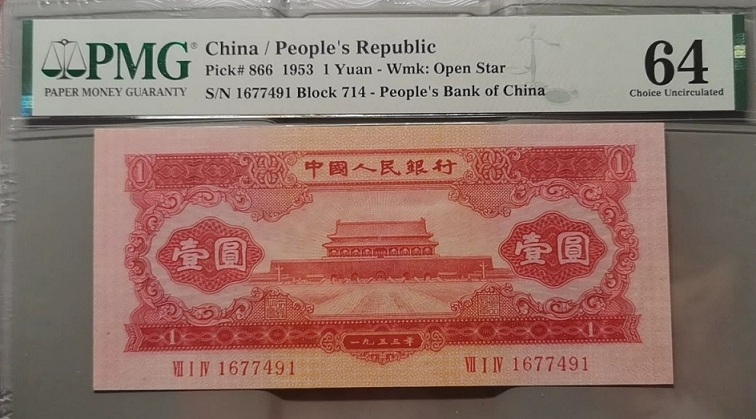 PMG®
PAPER MONEY GUARANTY
China / People's Republic
Pick# 866 1953 1 Yuan - Wmk: Open Star
S/N 1677491 Block 714 - People's Bank of China
64
Choice Uncirculated
1 中國人民銀行 1
壹圓 壹圓
1 一九五三年 1
VII I IV 1677491 VII I IV 1677491